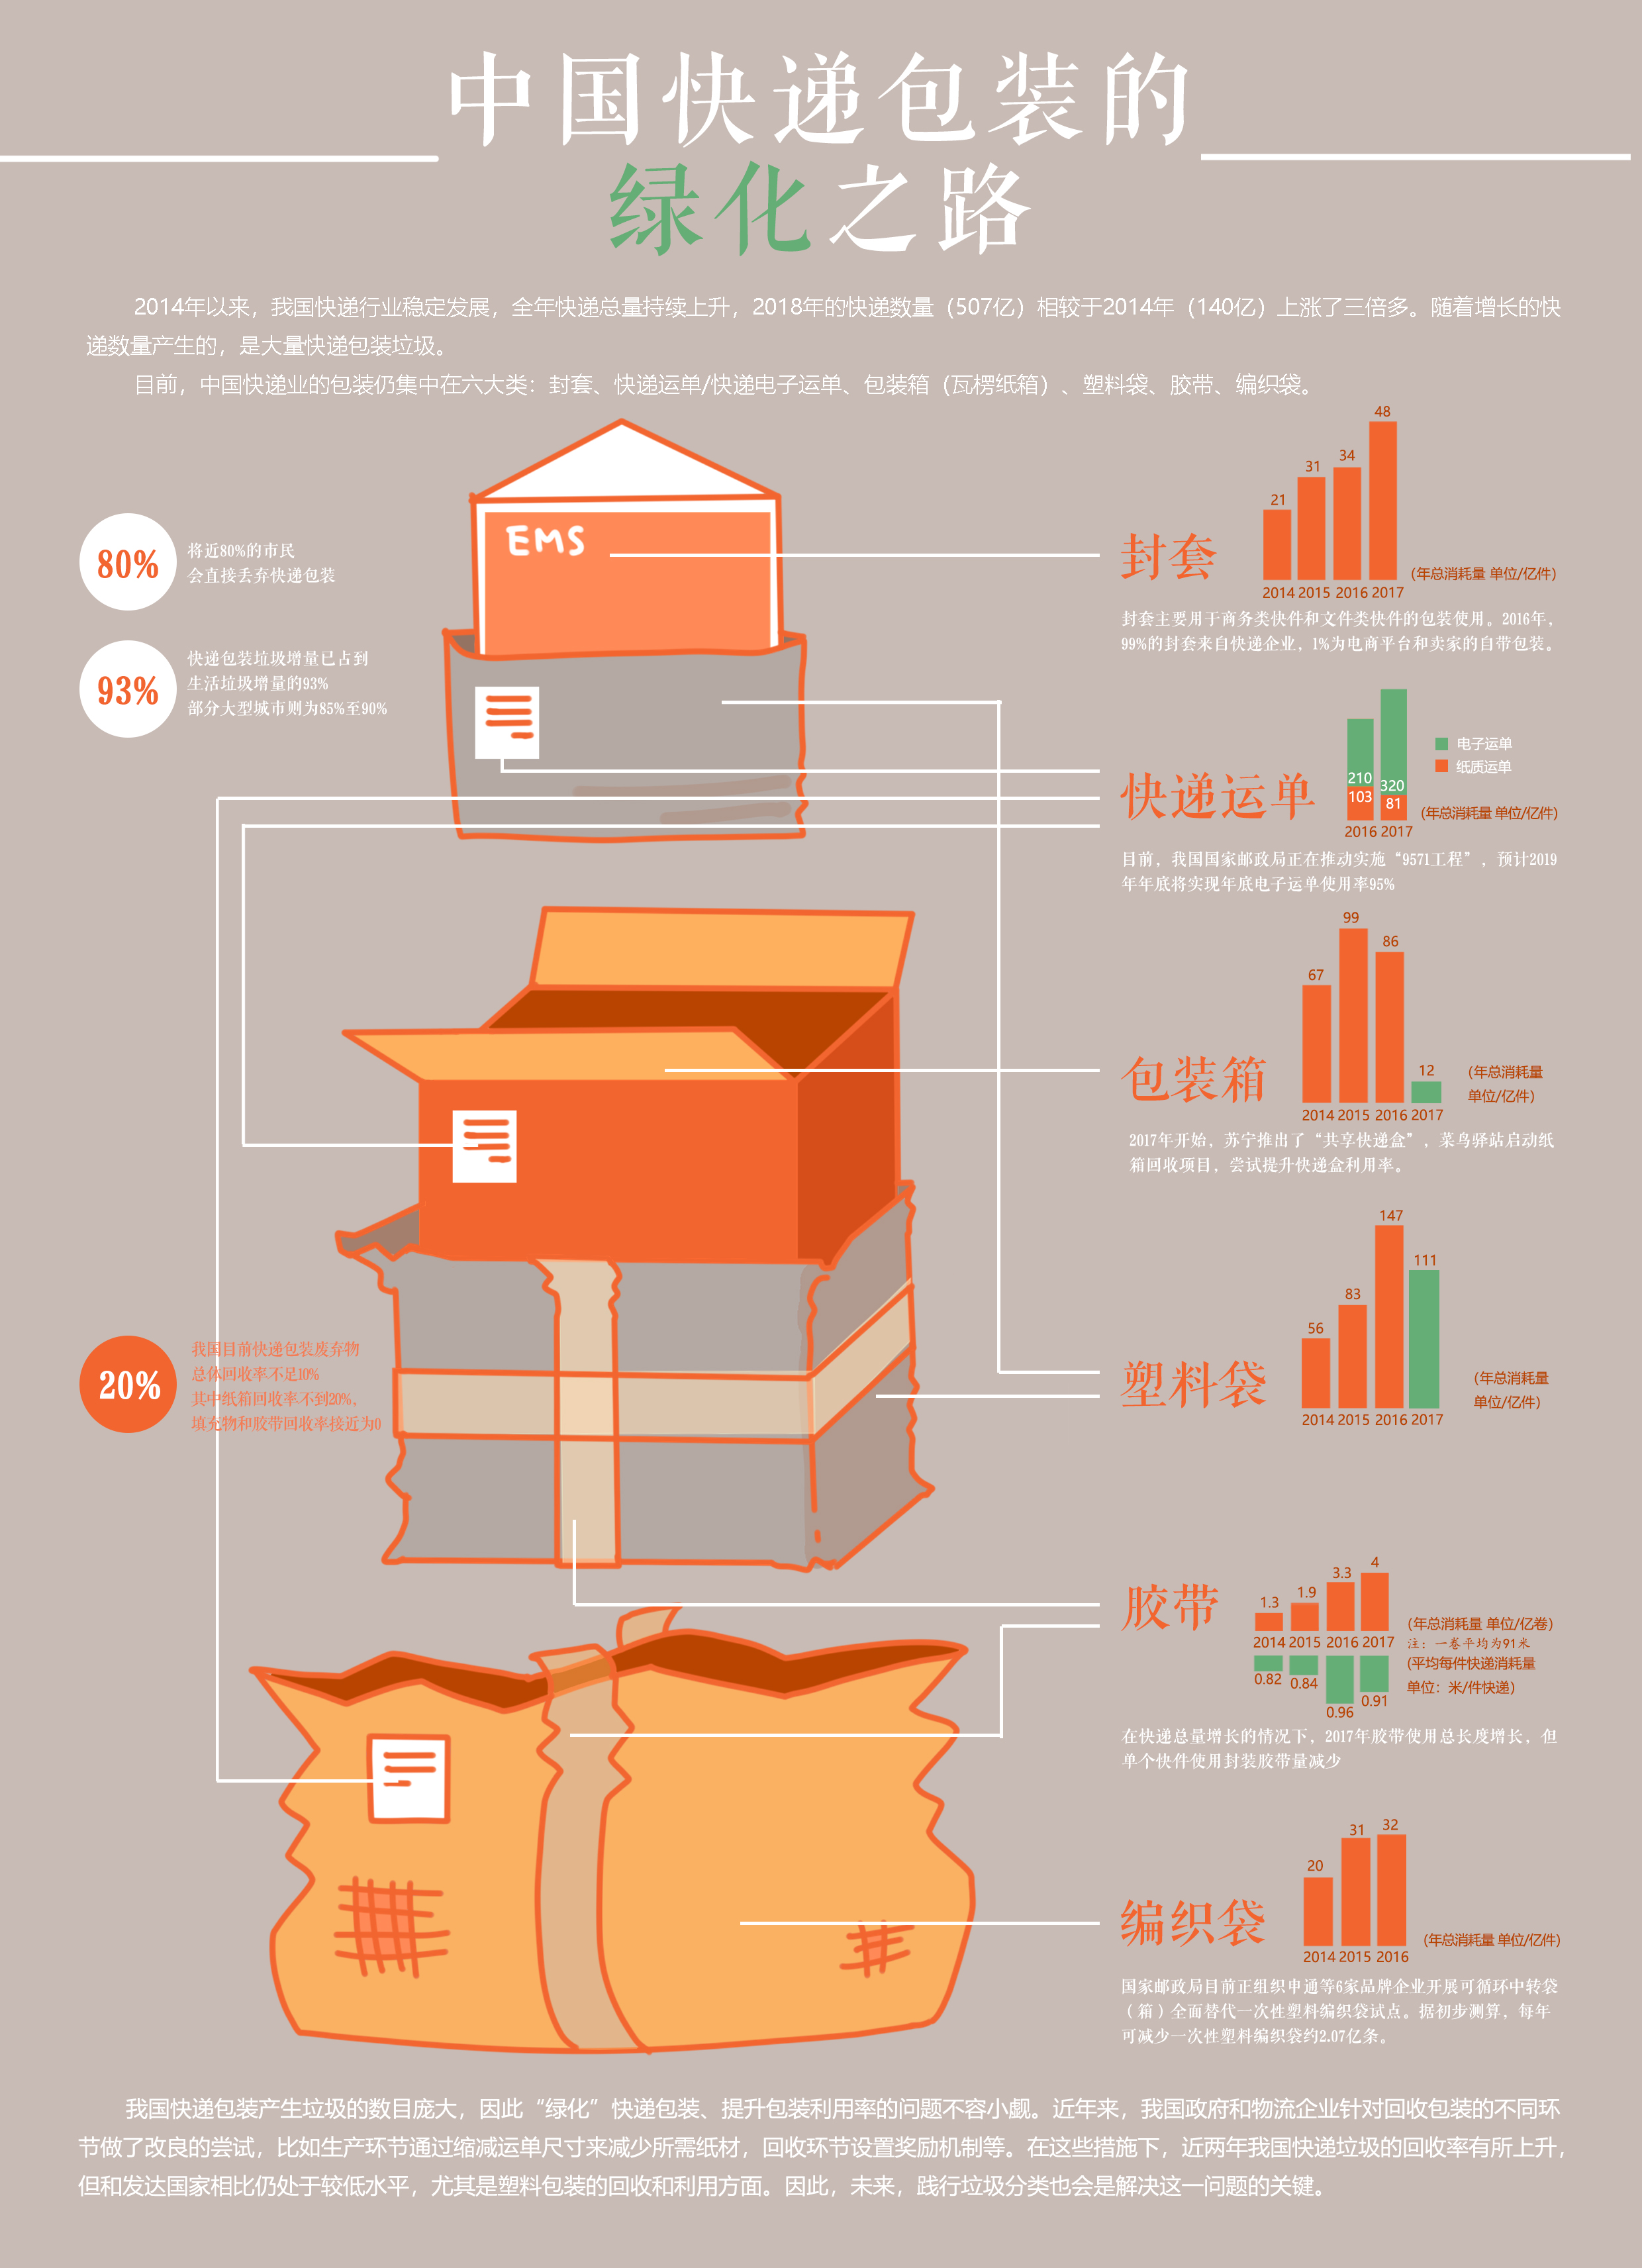 中国快递包装的
绿化之路
2014年以来，我国快递行业稳定发展，全年快递总量持续上升，2018年的快递数量（507亿）相较于2014年（140亿）上涨了三倍多。随着增长的快
递数量产生的，是大量快递包装垃圾。
目前，中国快递业的包装仍集中在六大类：封套、快递运单/快递电子运单、包装箱（瓦楞纸箱）、塑料袋、胶带、编织袋。
EMS
80%
将近80%的市民
会直接丢弃快递包装
93%
快递包装垃圾增量已占到
生活垃圾增量的93%
部分大型城市则为85%至90%
20%
我国目前快递包装废弃物
总体回收率不足10%
其中纸箱回收率不到20%，
填充物和胶带回收率接近为0
封套
21
31
34
48
2014 2015 2016 2017
（年总消耗量 单位/亿件）
封套主要用于商务类快件和文件类快件的包装使用。2016年，
99%的封套来自快递企业，1%为电商平台和卖家的自带包装。
快递运单
210
103
320
81
2016 2017
电子运单
纸质运单
（年总消耗量 单位/亿件）
目前，我国国家邮政局正在推动实施“9571工程”，预计2019
年年底将实现年底电子运单使用率95%
包装箱
67
99
86
12
2014 2015 2016 2017
（年总消耗量
单位/亿件）
2017年开始，苏宁推出了“共享快递盒”，菜鸟驿站启动纸
箱回收项目，尝试提升快递盒利用率。
塑料袋
56
83
147
111
2014 2015 2016 2017
（年总消耗量
单位/亿件）
胶带
1.3
1.9
3.3
4
2014 2015 2016 2017
（年总消耗量 单位/亿卷）
注：一卷平均为91米
0.82
0.84
0.96
0.91
（平均每件快递消耗量
单位：米/件快递）
在快递总量增长的情况下，2017年胶带使用总长度增长，但
单个快件使用封装胶带量减少
编织袋
20
31
32
2014 2015 2016
（年总消耗量 单位/亿件）
国家邮政局目前正组织申通等6家品牌企业开展可循环中转袋
（箱）全面替代一次性塑料编织袋试点。据初步测算，每年
可减少一次性塑料编织袋约2.07亿条。
我国快递包装产生垃圾的数目庞大，因此“绿化”快递包装、提升包装利用率的问题不容小觑。近年来，我国政府和物流企业针对回收包装的不同环
节做了改良的尝试，比如生产环节通过缩减运单尺寸来减少所需纸材，回收环节设置奖励机制等。在这些措施下，近两年我国快递垃圾的回收率有所上升，
但和发达国家相比仍处于较低水平，尤其是塑料包装的回收和利用方面。因此，未来，践行垃圾分类也会是解决这一问题的关键。